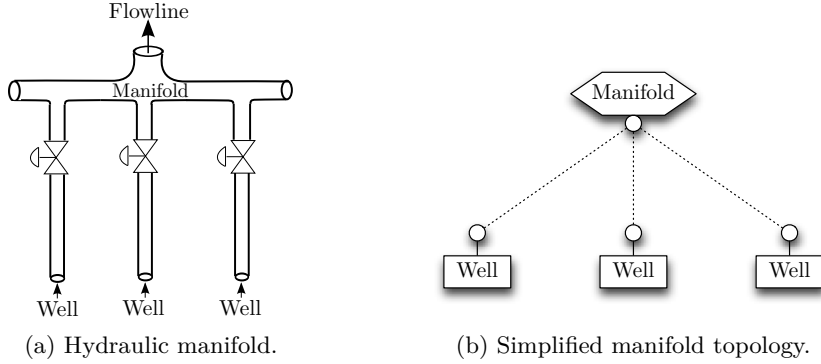 Flowline
Manifold
Well Well Well
(a) Hydraulic manifold.
Manifold
Well Well Well
(b) Simplified manifold topology.